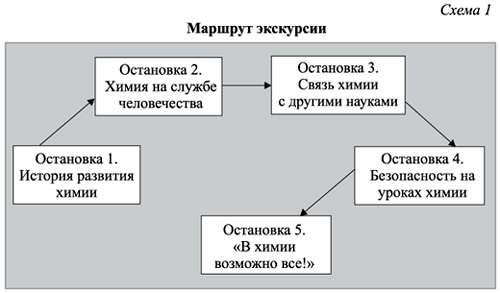 Схема 1
Маршрут экскурсии
Остановка 1.
История развития
химии
Остановка 2.
Химия на службе
человечества
Остановка 3.
Связь химии
с другими науками
Остановка 4.
Безопасность на
уроках химии
Остановка 5.
«В химии
возможно все!»